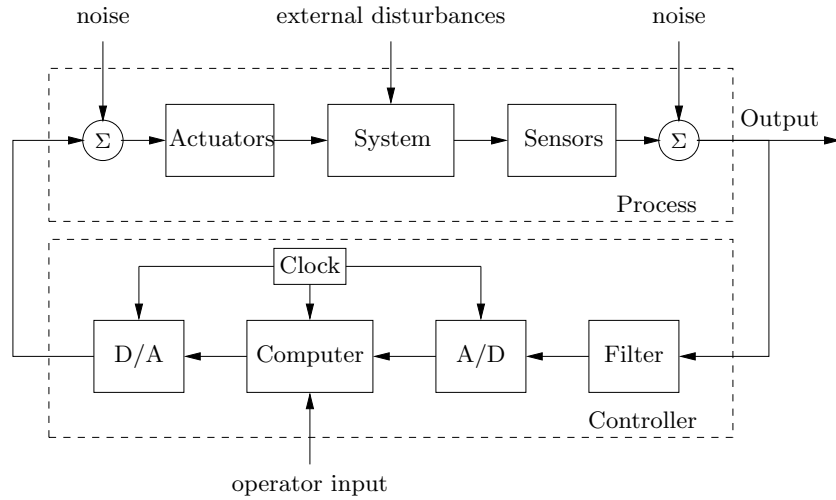 noise
external disturbances
noise
Σ
Actuators
System
Sensors
Σ
Output
Process
Clock
D/A
Computer
A/D
Filter
Controller
operator input